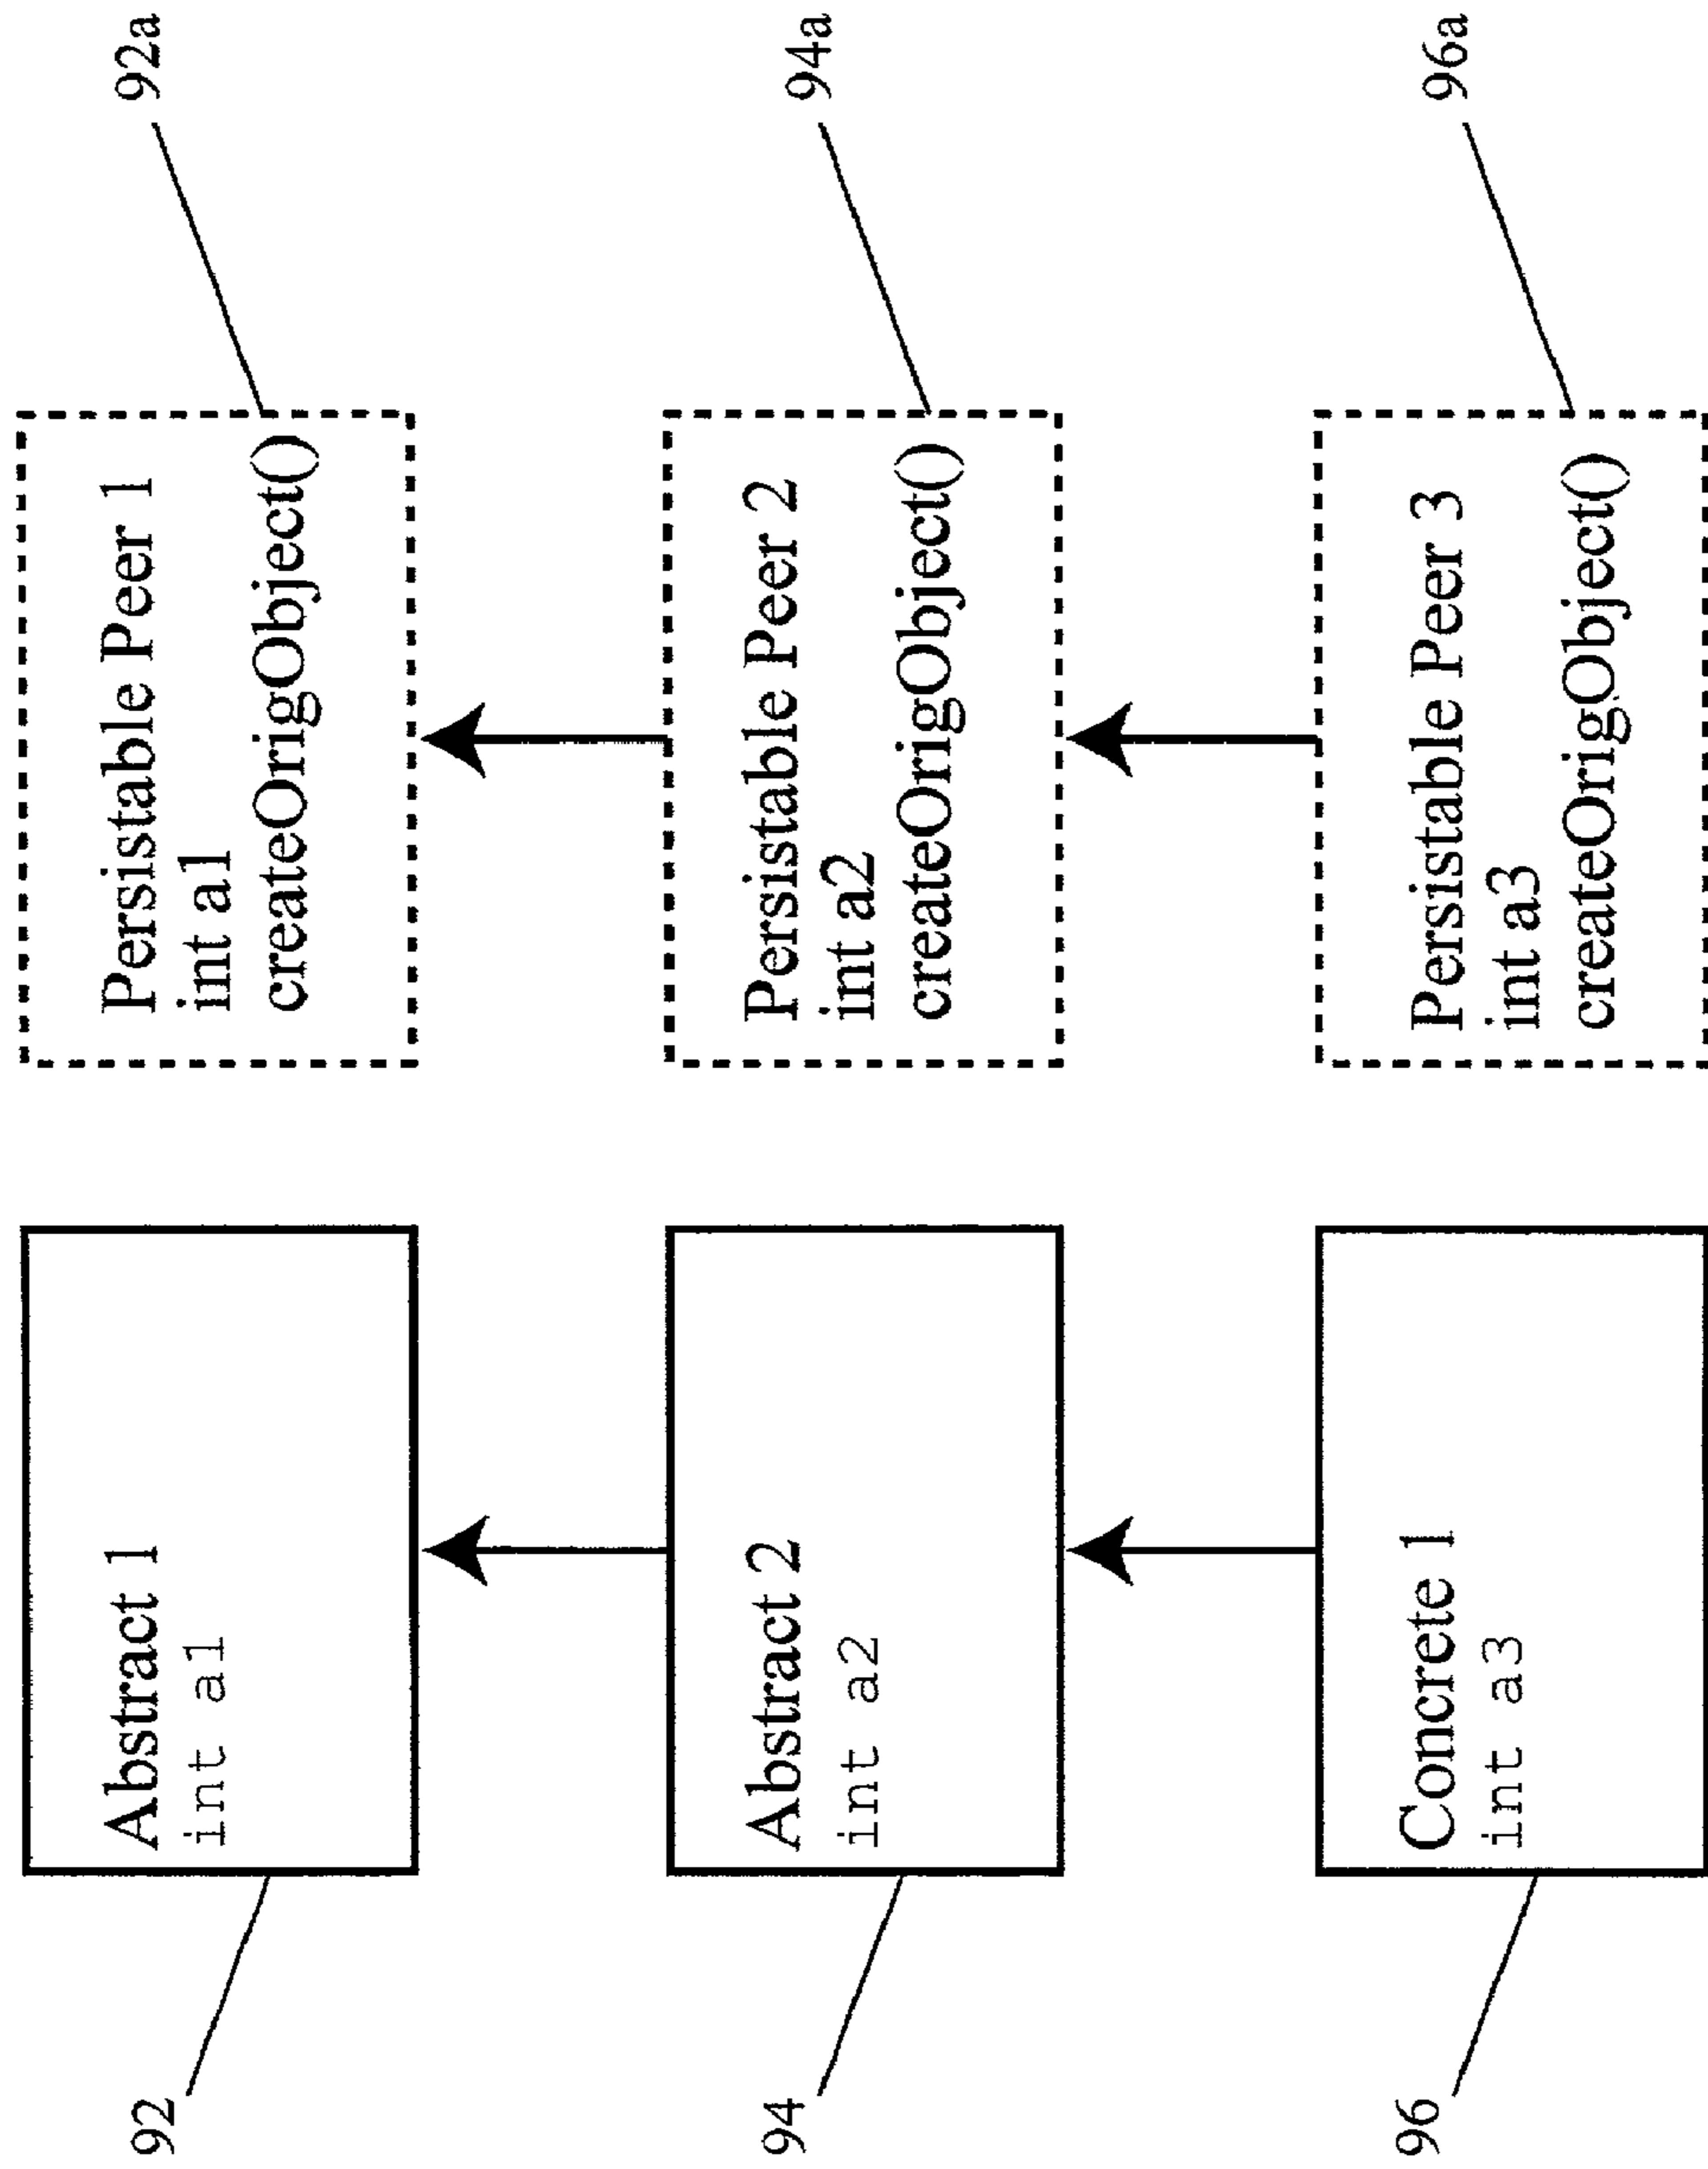 92
Abstract 1
int a1
Persistable Peer 1
int a1
createOrigObject()
92a
94
Abstract 2
int a2
Persistable Peer 2
int a2
createOrigObject()
94a
96
Concrete 1
int a3
Persistable Peer 3
int a3
createOrigObject()
96a